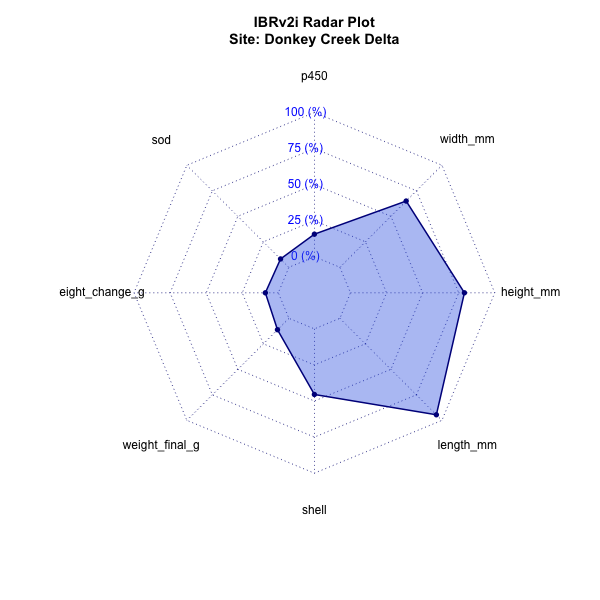 IBRv2i Radar Plot
Site: Donkey Creek Delta
p450
100 (%)
sod
width_mm
75 (%)
50 (%)
25 (%)
0 (%)
eight_change_g
height_mm
weight_final_g
length_mm
shell